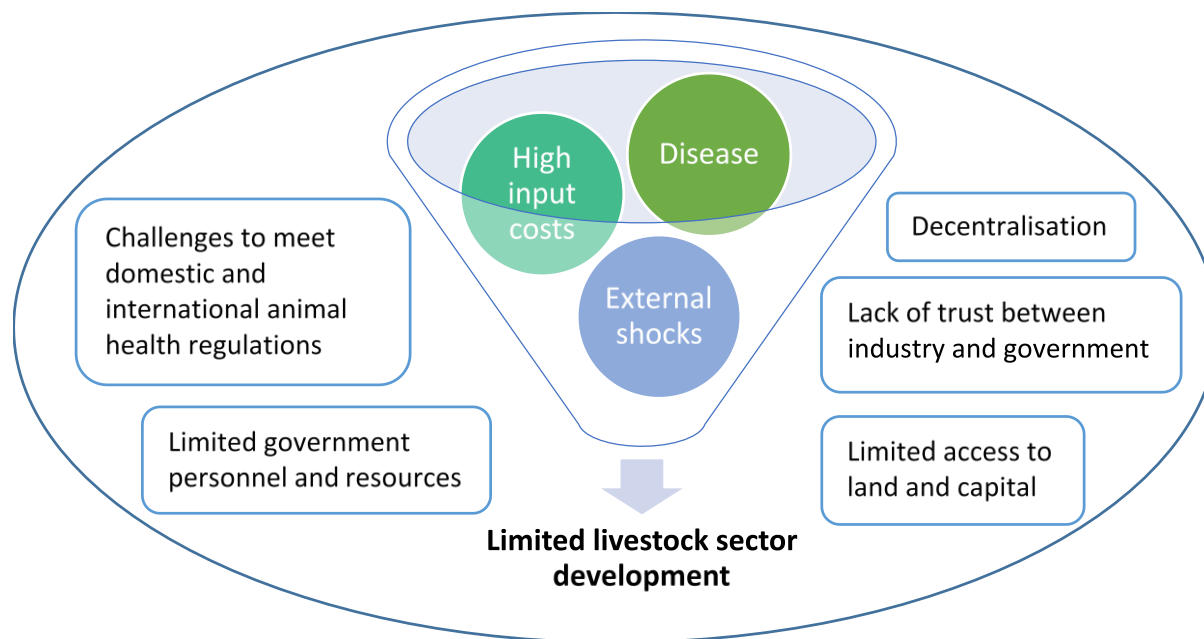 High
input
costs
Disease
External
shocks
Challenges to meet
domestic and
international animal
health regulations
Limited government
personnel and resources
Decentralisation
Lack of trust between
industry and government
Limited access to
land and capital
Limited livestock sector
development